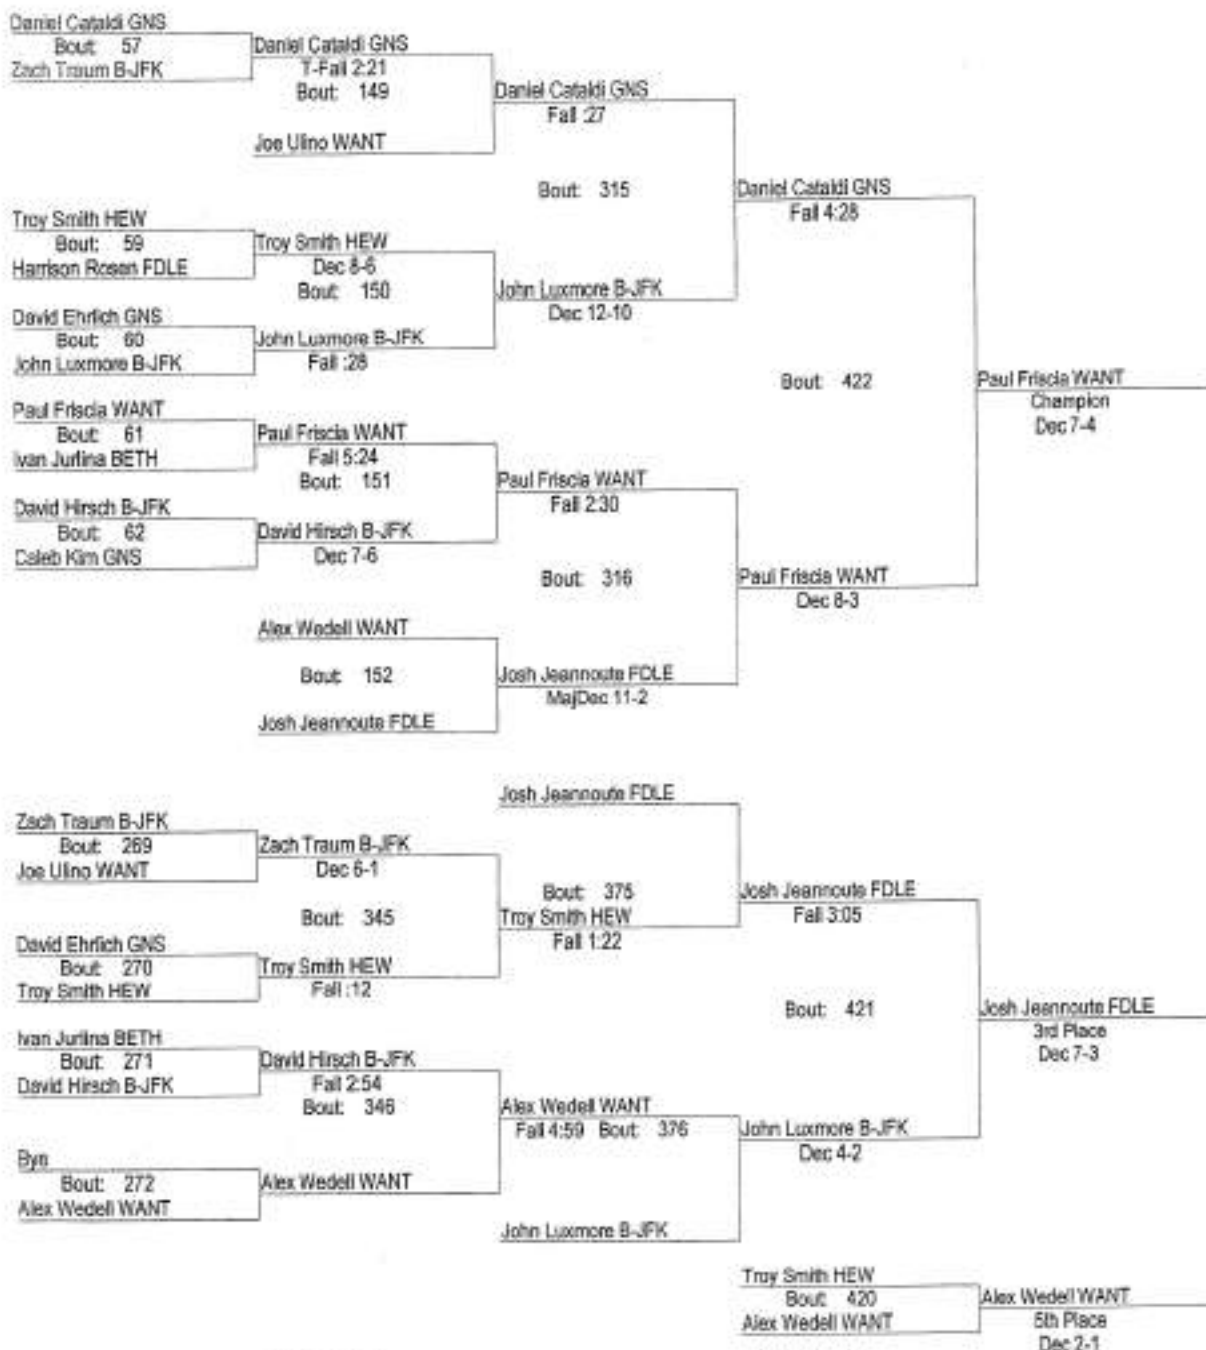 Daniel Cataldi GNS
Bout: 57
Zach Traum B-JFK
Daniel Cataldi GNS
T-Fall 2:21
Bout: 149
Joe Ulino WANT
Daniel Cataldi GNS
Fall :27
Bout: 315
Troy Smith HEW
Bout: 59
Harrison Rosen FDLE
Troy Smith HEW
Dec 8-6
Bout: 150
David Ehrlich GNS
Bout: 60
John Luxmore B-JFK
John Luxmore B-JFK
Fall :28
John Luxmore B-JFK
Dec 12-10
Daniel Cataldi GNS
Fall 4:28
Bout: 422
Paul Friscia WANT
Bout: 61
Ivan Jurlina BETH
Paul Friscia WANT
Fall 5:24
Bout: 151
David Hirsch B-JFK
Bout: 62
Caleb Kim GNS
David Hirsch B-JFK
Dec 7-6
Paul Friscia WANT
Fall 2:30
Bout: 316
Alex Wedell WANT
Bout: 152
Josh Jeannoute FDLE
Josh Jeannoute FDLE
MajDec 11-2
Paul Friscia WANT
Dec 8-3
Paul Friscia WANT
Champion
Dec 7-4
Zach Traum B-JFK
Bout: 269
Joe Ulino WANT
Zach Traum B-JFK
Dec 6-1
Bout: 345
David Ehrlich GNS
Bout: 270
Troy Smith HEW
Troy Smith HEW
Fall :12
Josh Jeannoute FDLE
Bout: 375
Troy Smith HEW
Fall 1:22
Josh Jeannoute FDLE
Fall 3:05
Bout: 421
Ivan Jurlina BETH
Bout: 271
David Hirsch B-JFK
David Hirsch B-JFK
Fall 2:54
Bout: 346
Bye
Bout: 272
Alex Wedell WANT
Alex Wedell WANT
Alex Wedell WANT
Fall 4:59 Bout: 376
John Luxmore B-JFK
John Luxmore B-JFK
Dec 4-2
Josh Jeannoute FDLE
3rd Place
Dec 7-3
Troy Smith HEW
Bout: 420
Alex Wedell WANT
Alex Wedell WANT
5th Place
Dec 2-1